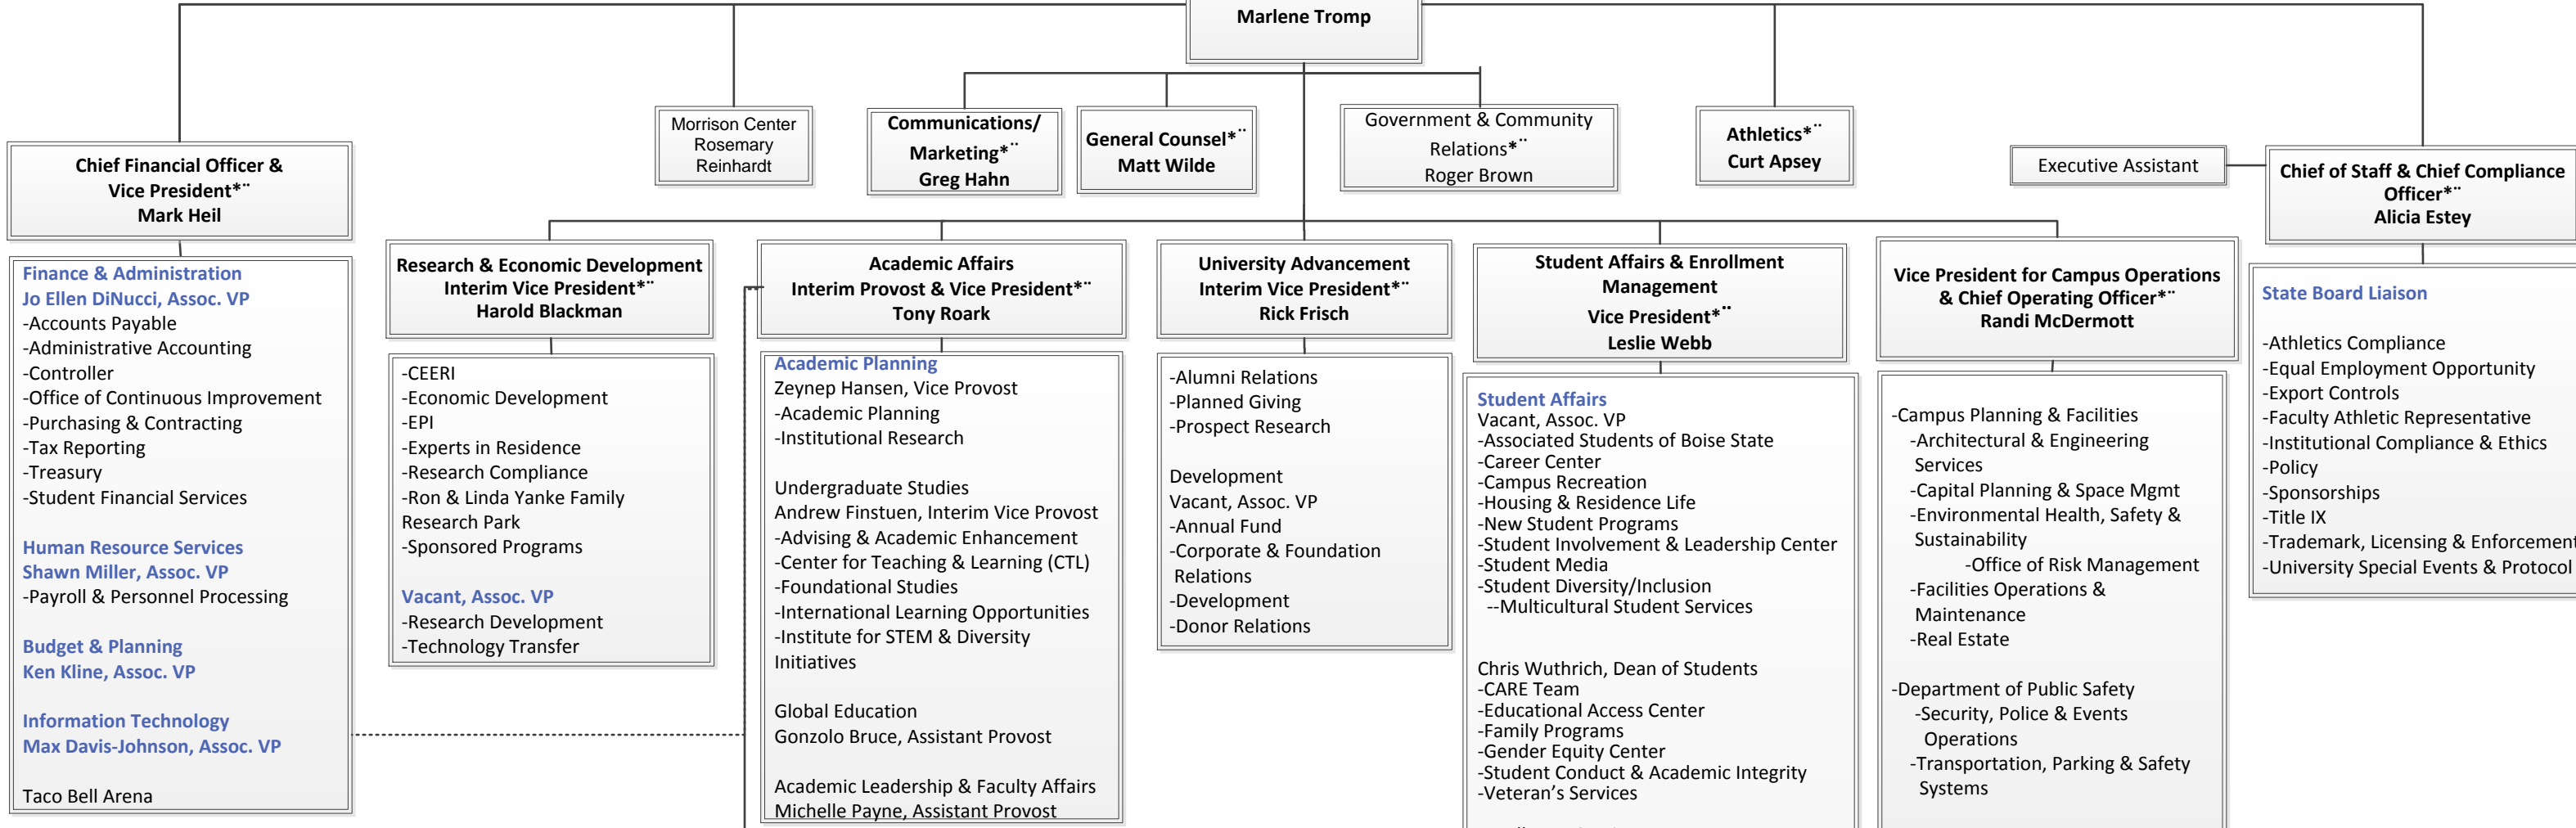 Marlene Tromp
Morrison Center
Rosemary
Reinhardt
Communications/
Marketing*¨
Greg Hahn
General Counsel*¨
Matt Wilde
Government & Community
Relations*¨
Roger Brown
Athletics*¨
Curt Apsey
Executive Assistant
Chief Financial Officer &
Vice President*¨
Mark Heil
Chief of Staff & Chief Compliance
Officer*¨
Alicia Estey
Research & Economic Development
Interim Vice President*¨
Harold Blackman
Academic Affairs
Interim Provost & Vice President*¨
Tony Roark
University Advancement
Interim Vice President*¨
Rick Frisch
Student Affairs & Enrollment
Management
Vice President*¨
Leslie Webb
Vice President for Campus Operations
& Chief Operating Officer*¨
Randi McDermott
Finance & Administration
Jo Ellen DiNucci, Assoc. VP
-Accounts Payable
-Administrative Accounting
-Controller
-Office of Continuous Improvement
-Purchasing & Contracting
-Tax Reporting
-Treasury
-Student Financial Services
Human Resource Services
Shawn Miller, Assoc. VP
-Payroll & Personnel Processing
Budget & Planning
Ken Kline, Assoc. VP
Information Technology
Max Davis-Johnson, Assoc. VP
Taco Bell Arena
-CEERI
-Economic Development
-EPI
-Experts in Residence
-Research Compliance
-Ron & Linda Yanke Family
Research Park
-Sponsored Programs
Vacant, Assoc. VP
-Research Development
-Technology Transfer
Academic Planning
Zeynep Hansen, Vice Provost
-Academic Planning
-Institutional Research
Undergraduate Studies
Andrew Finstuen, Interim Vice Provost
-Advising & Academic Enhancement
-Center for Teaching & Learning (CTL)
-Foundational Studies
-International Learning Opportunities
-Institute for STEM & Diversity
Initiatives
Global Education
Gonzolo Bruce, Assistant Provost
Academic Leadership & Faculty Affairs
Michelle Payne, Assistant Provost
-Alumni Relations
-Planned Giving
-Prospect Research
Development
Vacant, Assoc. VP
-Annual Fund
-Corporate & Foundation
Relations
-Development
-Donor Relations
Student Affairs
Vacant, Assoc. VP
-Associated Students of Boise State
-Career Center
-Campus Recreation
-Housing & Residence Life
-New Student Programs
-Student Involvement & Leadership Center
-Student Media
-Student Diversity/Inclusion
--Multicultural Student Services
Chris Wuthrich, Dean of Students
-CARE Team
-Educational Access Center
-Family Programs
-Gender Equity Center
-Student Conduct & Academic Integrity
-Veteran’s Services
-Campus Planning & Facilities
-Architectural & Engineering
Services
-Capital Planning & Space Mgmt
-Environmental Health, Safety &
Sustainability
-Office of Risk Management
-Facilities Operations &
Maintenance
-Real Estate
-Department of Public Safety
-Security, Police & Events
Operations
-Transportation, Parking & Safety
Systems
State Board Liaison
-Athletics Compliance
-Equal Employment Opportunity
-Export Controls
-Faculty Athletic Representative
-Institutional Compliance & Ethics
-Policy
-Sponsorships
-Title IX
-Trademark, Licensing & Enforcement
-University Special Events & Protocol